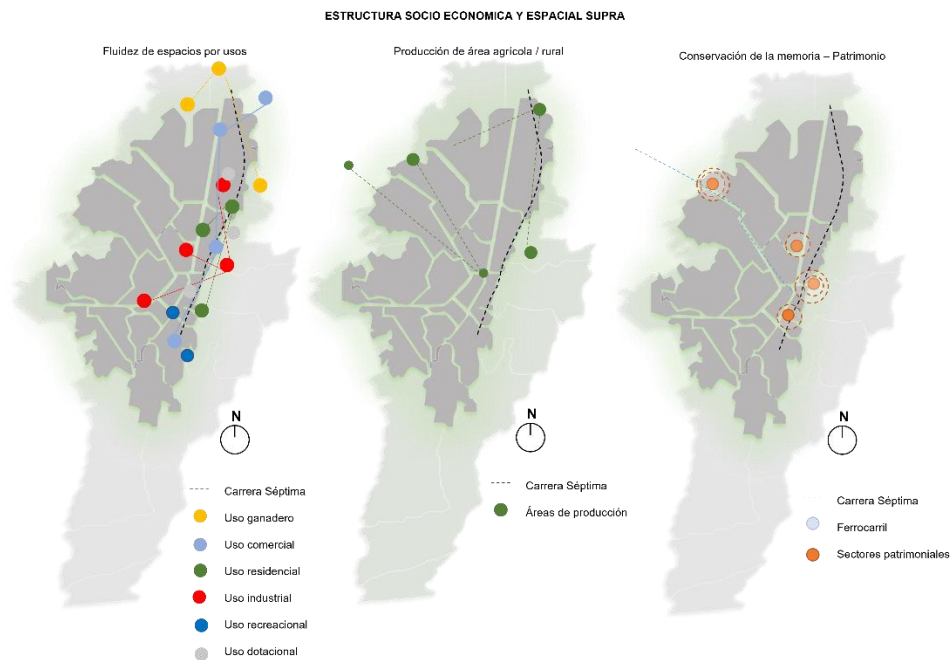 ESTRUCTURA SOCIO ECONOMICA Y ESPACIAL SUPRA
Fluidez de espacios por usos
N
Carrera Séptima
Uso ganadero
Uso comercial
Uso residencial
Uso industrial
Uso recreacional
Uso dotacional
Producción de área agrícola / rural
N
Carrera Séptima
Áreas de producción
Conservación de la memoria – Patrimonio
N
Carrera Séptima
Ferrocarril
Sectores patrimoniales